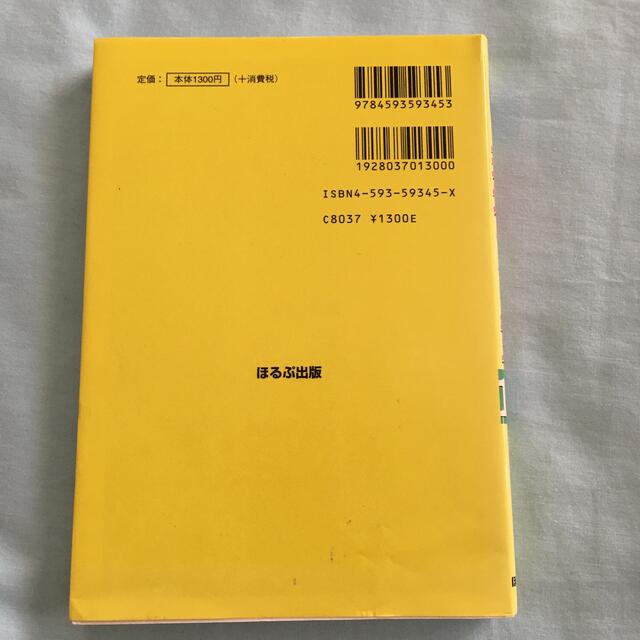 定価： 本体1300円 （＋消費税）
9784593593453
1928037013000
ISBN4-593-59345-X
C8037 ¥1300E
ほるぷ出版